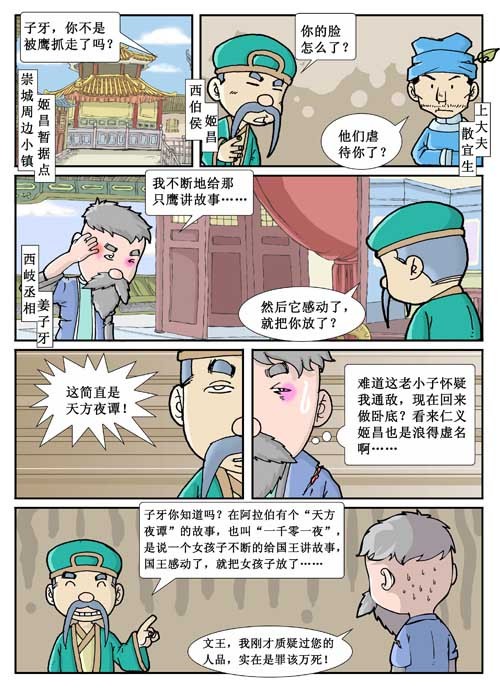 子牙，你不是
被鹰抓走了吗？
崇城周边小镇
姬昌暂据点
你的脸
怎么了？
西伯侯
姬昌
他们虐
待你了？
上大夫
散宜生
我不断地给那
只鹰讲故事……
西岐丞相
姜子牙
然后它感动了，
就把你放了？
这简直是
天方夜谭！
难道这老小子怀疑
我通敌，现在回来
做卧底？看来仁义
姬昌也是浪得虚名
啊……
子牙你知道吗？在阿拉伯有个“天方
夜谭”的故事，也叫“一千零一夜”，
是说一个女孩子不断的给国王讲故事，
国王感动了，就把女孩子放了……
文王，我刚才质疑过您的
人品，实在是罪该万死！